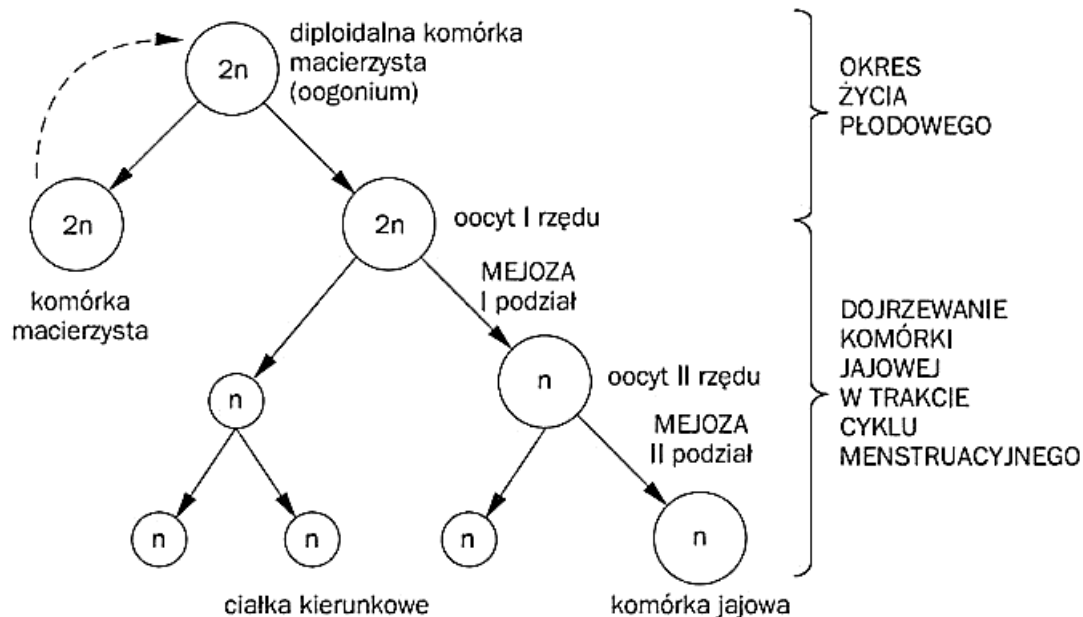 diploidalna komórka
macierzysta
(oogonium)
2n
OKRES
ŻYCIA
PŁODOWEGO
2n
2n
oocyt I rzędu
komórka
macierzysta
MEJOZA
I podział
DOJRZEWANIE
KOMÓRKI
JAJOWEJ
W TRAKCIE
CYKLU
MENSTRUACYJNEGO
n
n
oocyt II rzędu
MEJOZA
II podział
n
n
n
n
ciałka kierunkowe
komórka jajowa